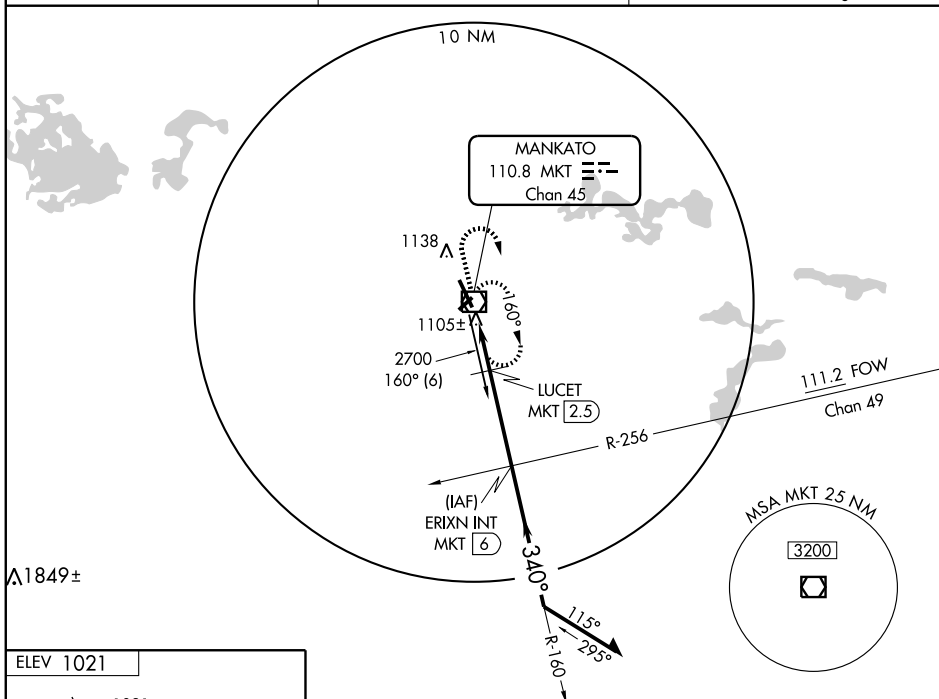 10 NM
MANKATO
110.8 MKT
Chan 45
1138
1105±
160°
2700
160° (6)
LUCET
MKT 2.5
111.2 FOW
Chan 49
R-256
(IAF)
ERIXN INT
MKT 6
340°
MSA MKT 25 NM
3200
1849±
115°
295°
R-160
ELEV 1021